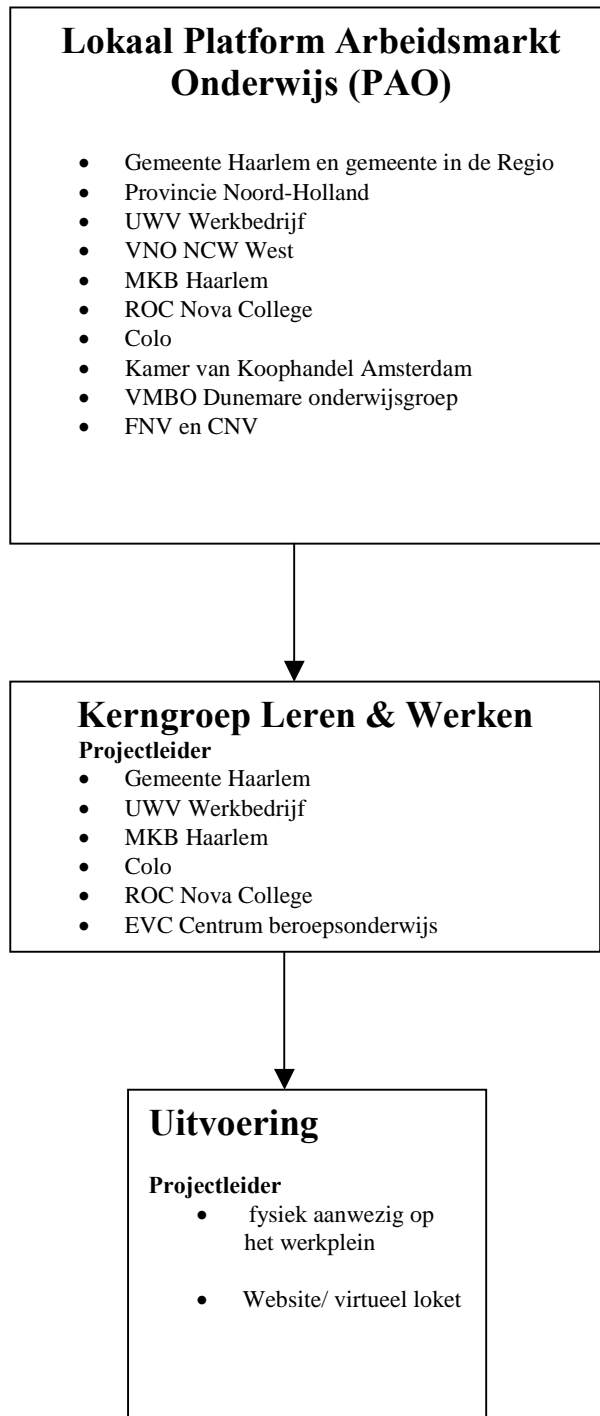 Lokaal Platform Arbeidsmarkt
Onderwijs (PAO)
• Gemeente Haarlem en gemeente in de Regio
• Provincie Noord-Holland
• UWV Werkbedrijf
• VNO NCW West
• MKB Haarlem
• ROC Nova College
• Colo
• Kamer van Koophandel Amsterdam
• VMBO Dunemare onderwijsgroep
• FNV en CNV
Kerngroep Leren & Werken
Projectleider
• Gemeente Haarlem
• UWV Werkbedrijf
• MKB Haarlem
• Colo
• ROC Nova College
• EVC Centrum beroepsonderwijs
Uitvoering
Projectleider
• fysiek aanwezig op
het werkplein
• Website/ virtueel loket